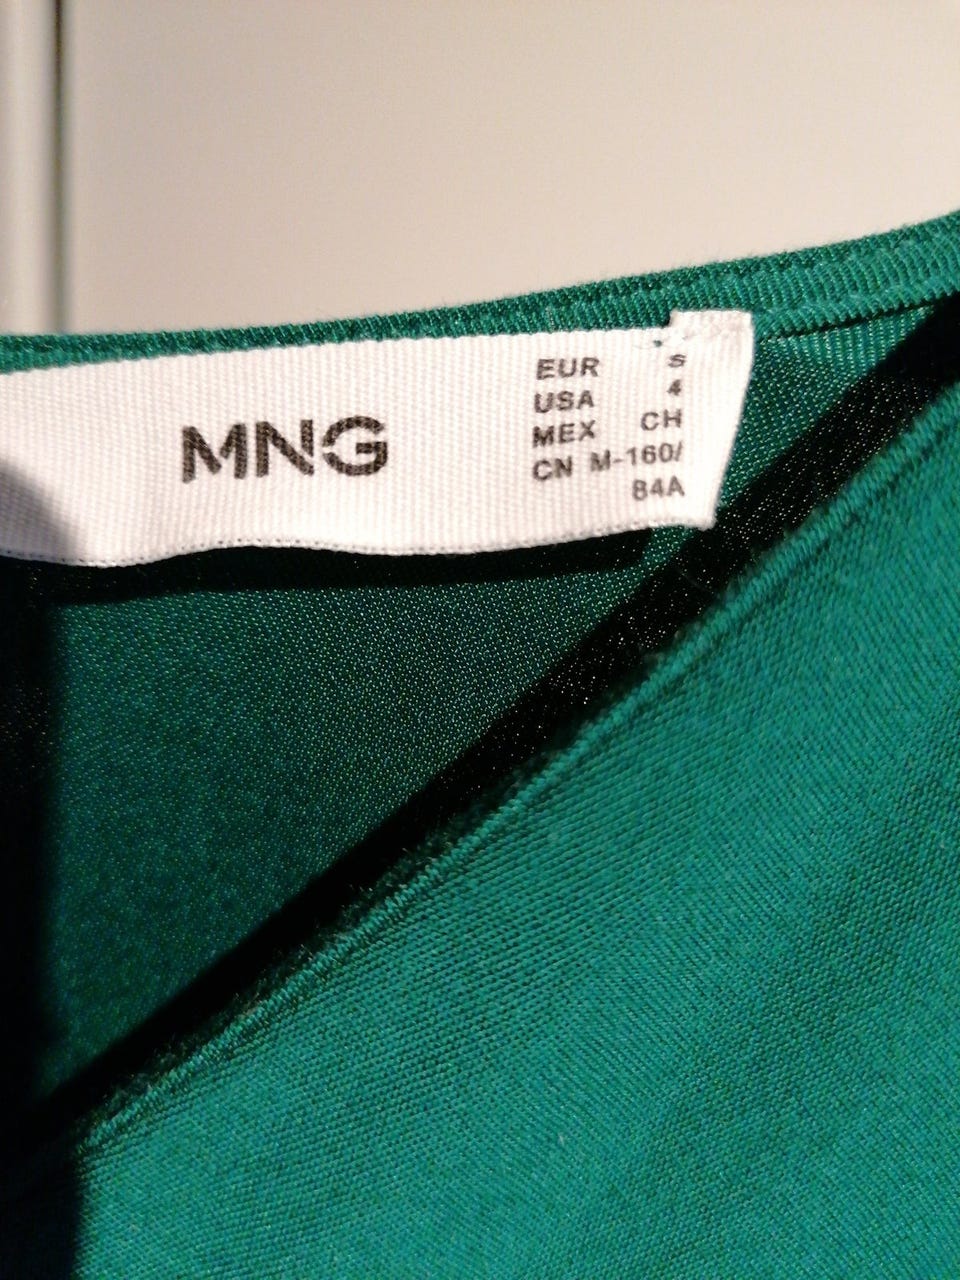 MNG
EUR S
USA 4
MEX CH
CN M-160/
84A